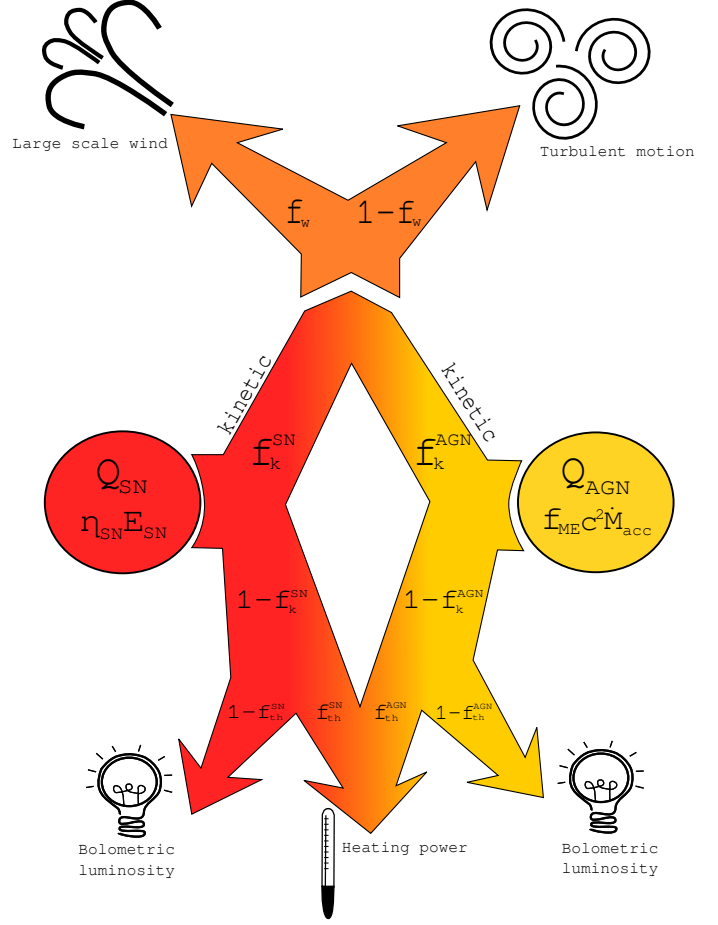 Large scale wind
Turbulent motion
f_w
1-f_w
kinetic
kinetic
f_k^SN
f_k^AGN
Q_SN
η_SN E_SN
Q_AGN
f_ME c² Ṁ_acc
1-f_k^SN
1-f_k^AGN
1-f_th^SN
f_th^SN
f_th^AGN
1-f_th^AGN
Bolometric
luminosity
Heating power
Bolometric
luminosity